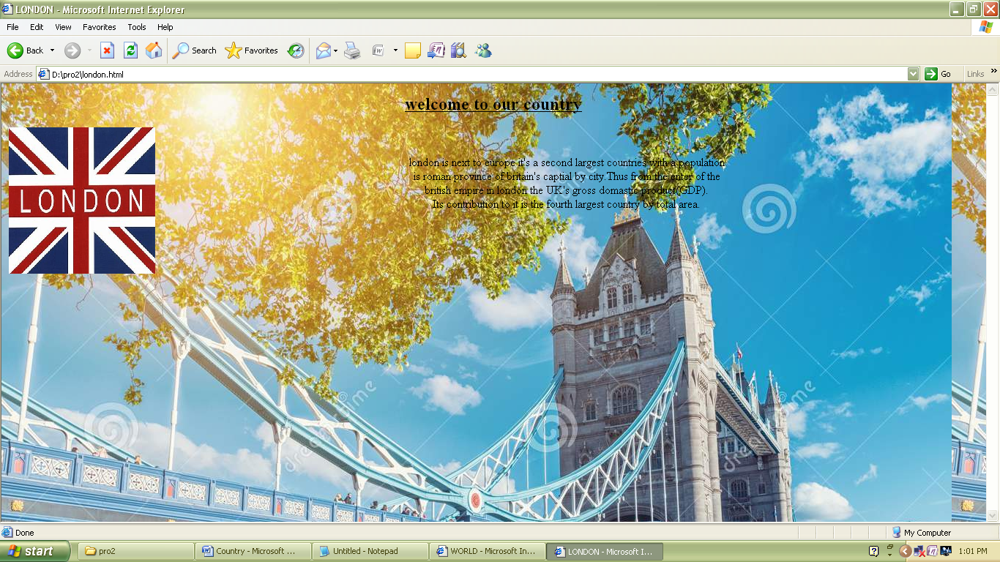 LONDON - Microsoft Internet Explorer
File Edit View Favorites Tools Help
Back Search Favorites
Address D:\pro2\london.html Go Links »
welcome to our country
LONDON
london is next to europe it's a second largest countries with a population
is roman province of britain's captial by city.Thus from the enter of the
british empire in london the UK's gross domastic product(GDP).
Its contribution to it is the fourth largest country by total area.
dreamstime
dreamstime
Done My Computer
start pro2 Country - Microsoft ... Untitled - Notepad WORLD - Microsoft In... LONDON - Microsoft I... 1:01 PM